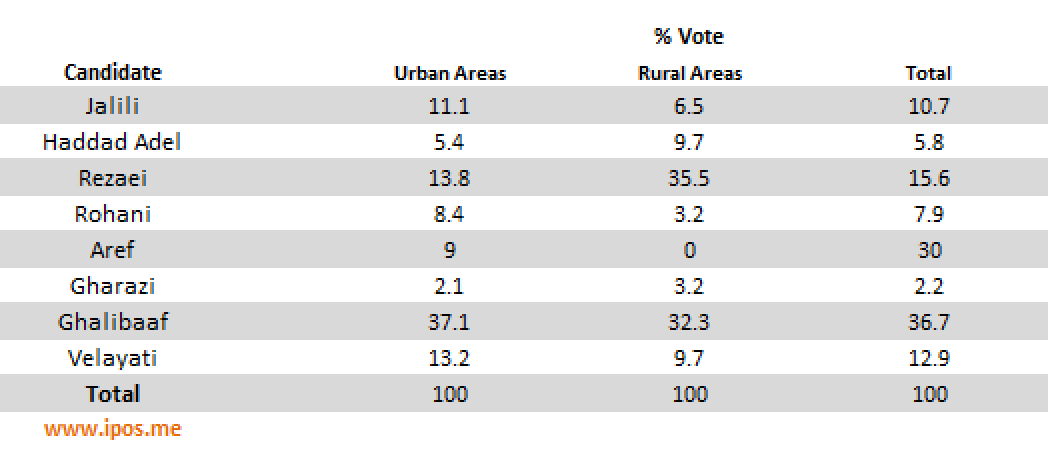 % Vote
Candidate Urban Areas Rural Areas Total
Jalili 11.1 6.5 10.7
Haddad Adel 5.4 9.7 5.8
Rezaei 13.8 35.5 15.6
Rohani 8.4 3.2 7.9
Aref 9 0 30
Gharazi 2.1 3.2 2.2
Ghalibaaf 37.1 32.3 36.7
Velayati 13.2 9.7 12.9
Total 100 100 100
www.ipos.me